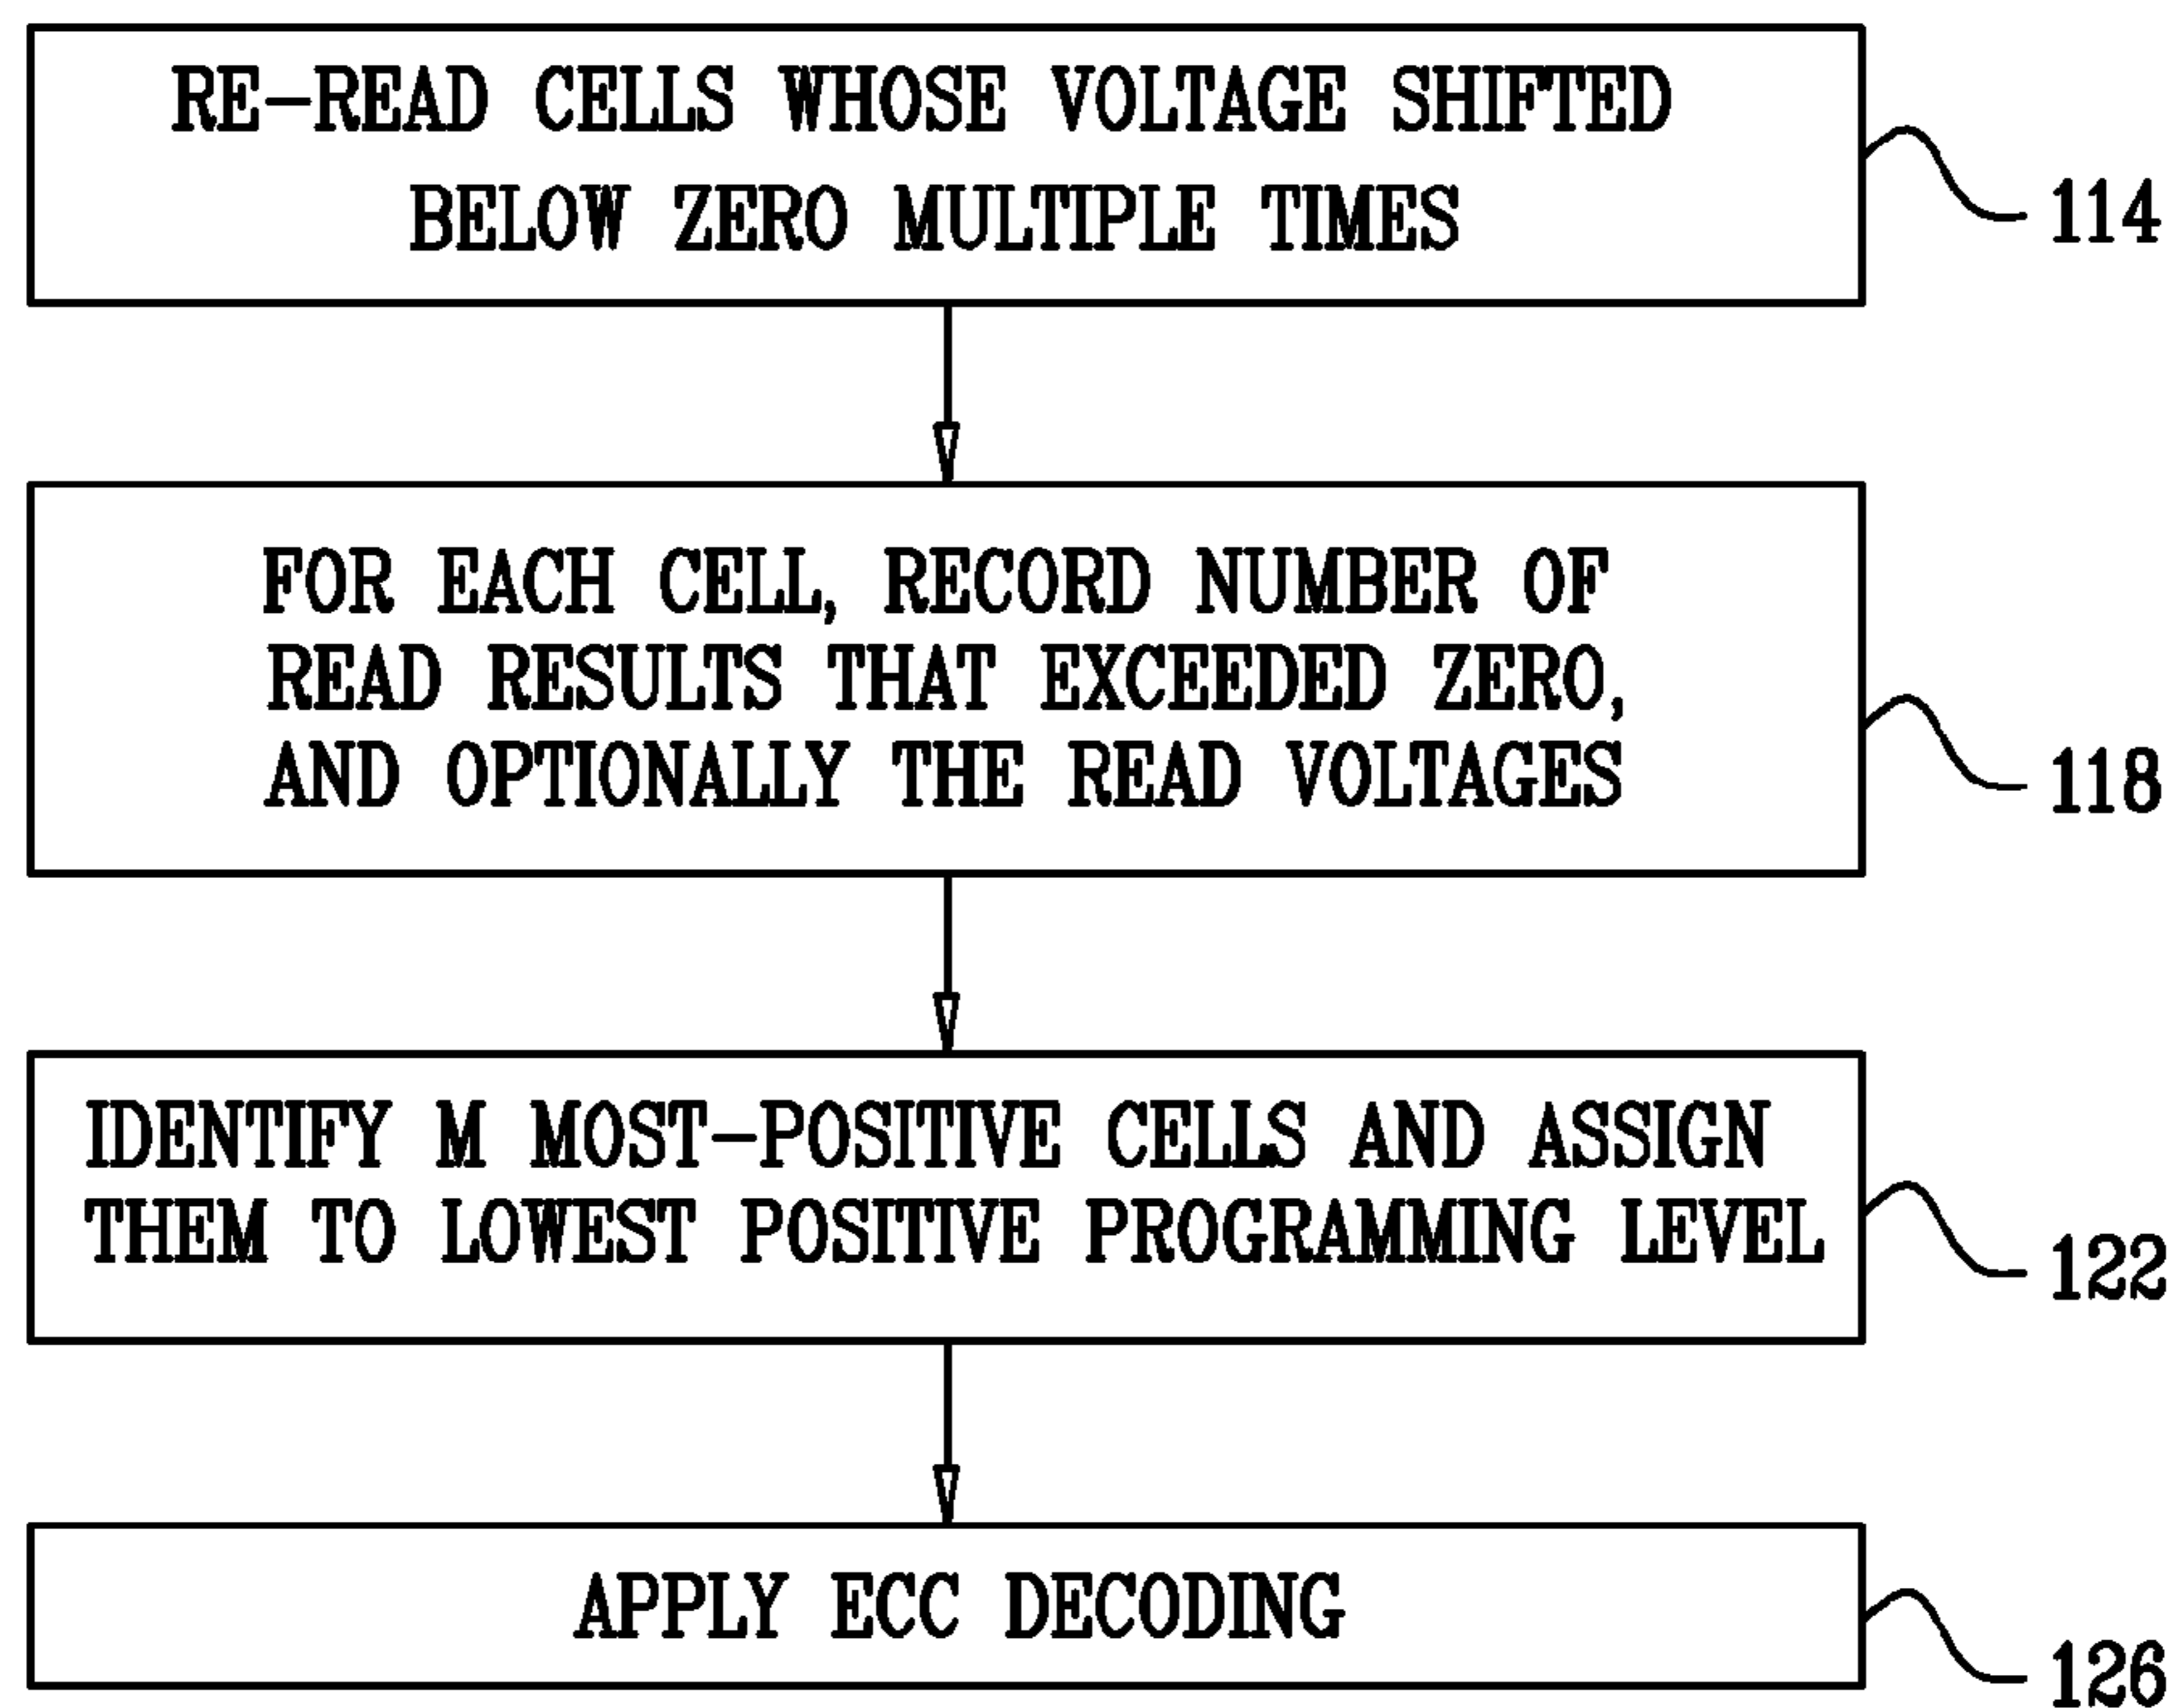 RE-READ CELLS WHOSE VOLTAGE SHIFTED
BELOW ZERO MULTIPLE TIMES
114
FOR EACH CELL, RECORD NUMBER OF
READ RESULTS THAT EXCEEDED ZERO,
AND OPTIONALLY THE READ VOLTAGES
118
IDENTIFY M MOST-POSITIVE CELLS AND ASSIGN
THEM TO LOWEST POSITIVE PROGRAMMING LEVEL
122
APPLY ECC DECODING
126